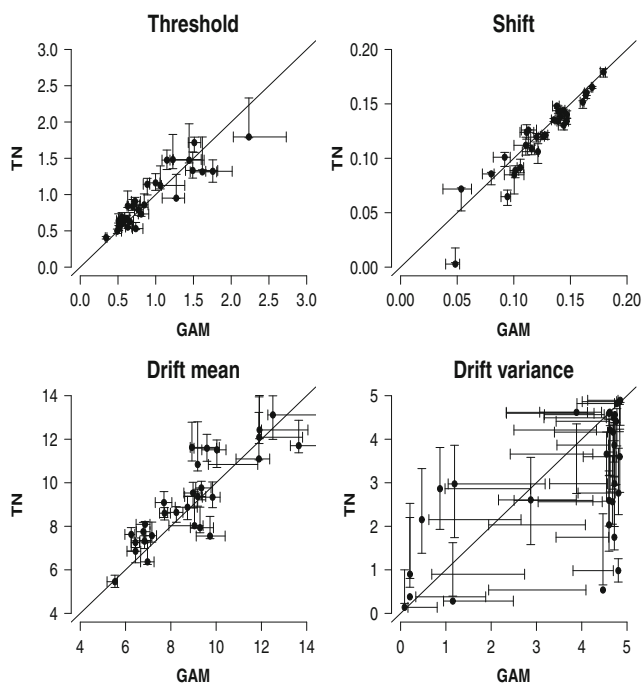 Threshold
Shift
3.0
2.5
2.0
1.5
1.0
0.5
0.0
TN
0.0 0.5 1.0 1.5 2.0 2.5 3.0
GAM
0.20
0.15
0.10
0.05
0.00
TN
0.00 0.05 0.10 0.15 0.20
GAM
Drift mean
Drift variance
14
12
10
8
6
4
TN
4 6 8 10 12 14
GAM
5
4
3
2
1
0
TN
0 1 2 3 4 5
GAM